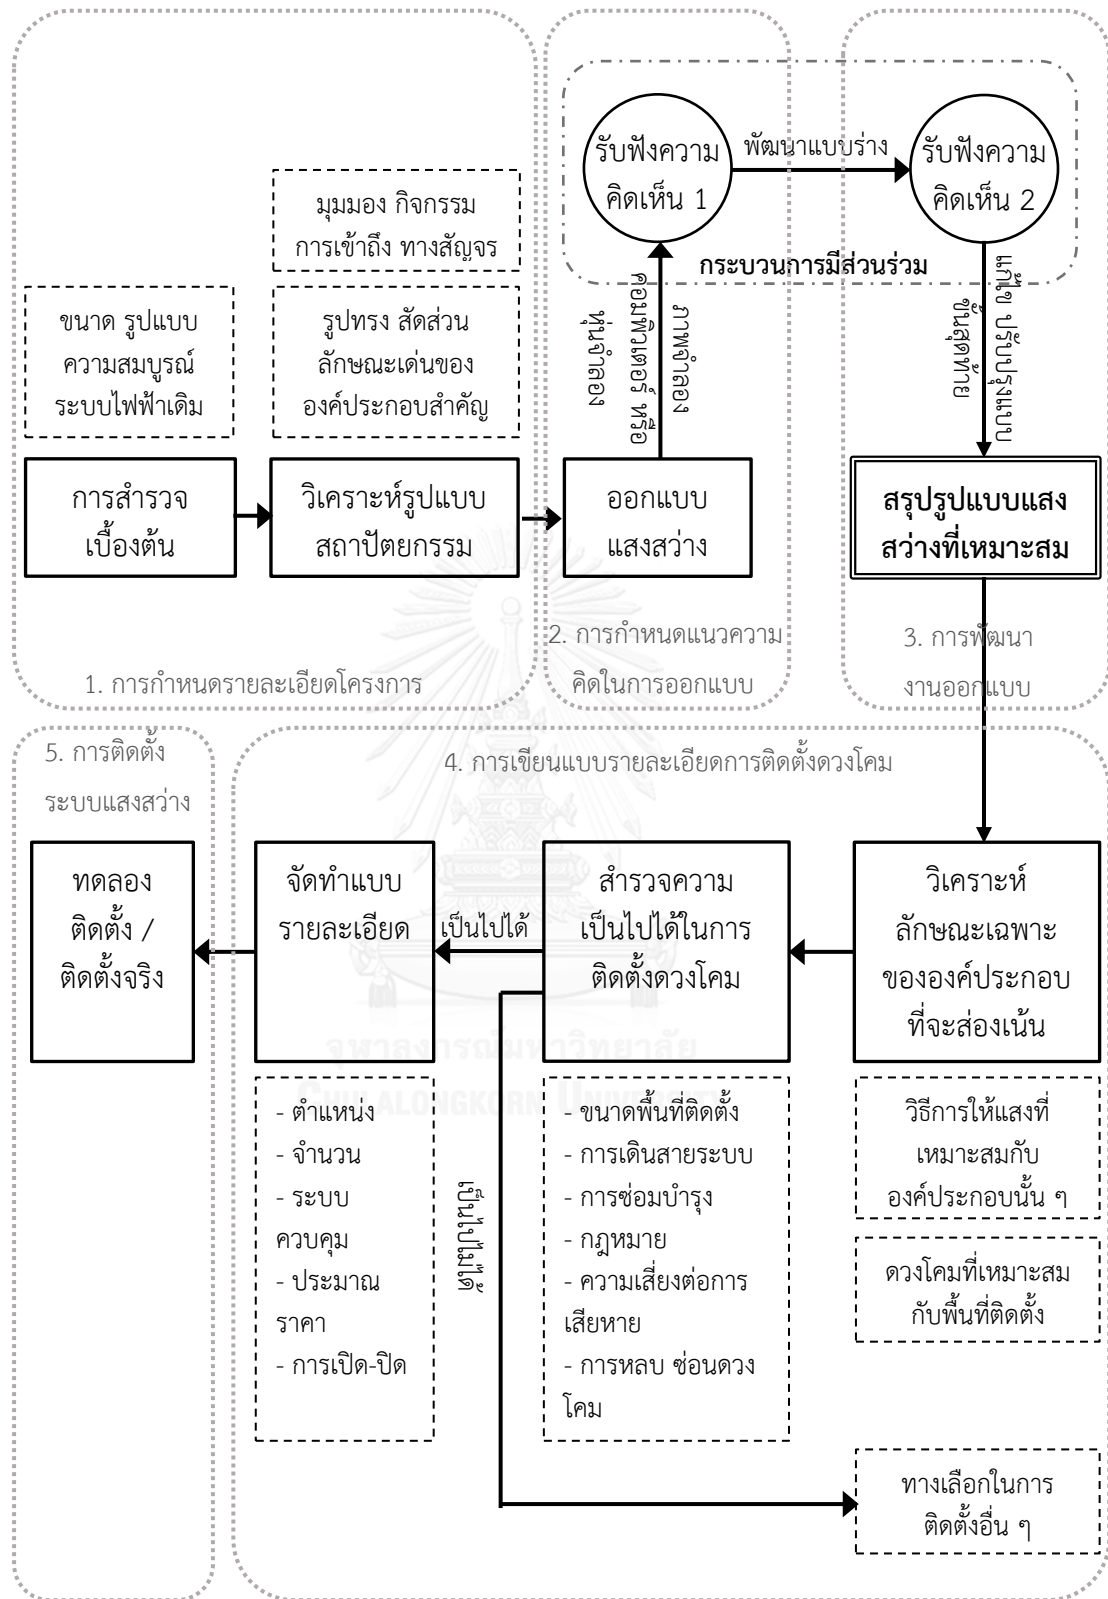 รับฟังความ
คิดเห็น 1
พัฒนาแบบร่าง
รับฟังความ
คิดเห็น 2
กระบวนการมีส่วนร่วม
มุมมอง กิจกรรม
การเข้าถึง ทางสัญจร
ขนาด รูปแบบ
ความสมบูรณ์
ระบบไฟฟ้าเดิม
รูปทรง สัดส่วน
ลักษณะเด่นของ
องค์ประกอบสำคัญ
ภาพจำลอง
คอมพิวเตอร์ หรือ
หุ่นจำลอง
แก้ไข ปรับปรุงแบบ
ขั้นสุดท้าย
การสำรวจ
เบื้องต้น
วิเคราะห์รูปแบบ
สถาปัตยกรรม
ออกแบบ
แสงสว่าง
สรุปรูปแบบแสง
สว่างที่เหมาะสม
1. การกำหนดรายละเอียดโครงการ
2. การกำหนดแนวความ
คิดในการออกแบบ
3. การพัฒนา
งานออกแบบ
5. การติดตั้ง
ระบบแสงสว่าง
4. การเขียนแบบรายละเอียดการติดตั้งดวงโคม
ทดลอง
ติดตั้ง /
ติดตั้งจริง
จัดทำแบบ
รายละเอียด
เป็นไปได้
สำรวจความ
เป็นไปได้ในการ
ติดตั้งดวงโคม
วิเคราะห์
ลักษณะเฉพาะ
ขององค์ประกอบ
ที่จะส่องเน้น
จุฬาลงกรณ์มหาวิทยาลัย
CHULALONGKORN UNIVERSITY
- ตำแหน่ง
- จำนวน
- ระบบ
ควบคุม
- ประมาณ
ราคา
- การเปิด-ปิด
เป็นไปไม่ได้
- ขนาดพื้นที่ติดตั้ง
- การเดินสายระบบ
- การซ่อมบำรุง
- กฎหมาย
- ความเสี่ยงต่อการ
เสียหาย
- การหลบ ซ่อนดวง
โคม
วิธีการให้แสงที่
เหมาะสมกับ
องค์ประกอบนั้น ๆ
ดวงโคมที่เหมาะสม
กับพื้นที่ติดตั้ง
ทางเลือกในการ
ติดตั้งอื่น ๆ